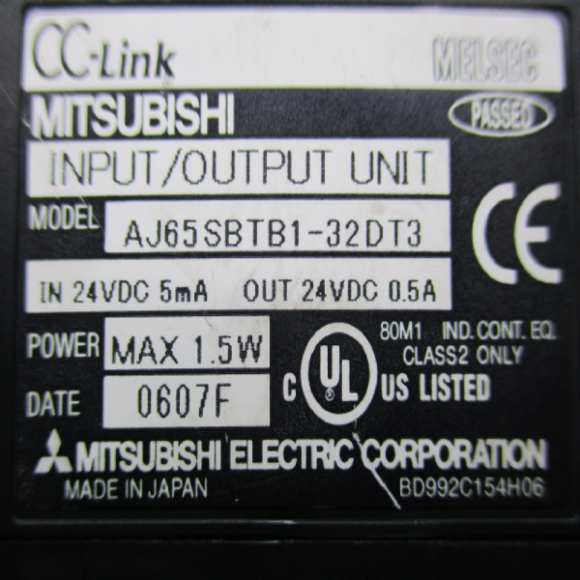 CC-Link MELSEC
MITSUBISHI PASSED
INPUT/OUTPUT UNIT
MODEL AJ65SBTB1-32DT3
CE
IN 24VDC 5mA OUT 24VDC 0.5A
POWER MAX 1.5W
80M1 IND. CONT. EQ.
CLASS2 ONLY
DATE 0607F
C UL US LISTED
MITSUBISHI ELECTRIC CORPORATION
MADE IN JAPAN BD992C154H06